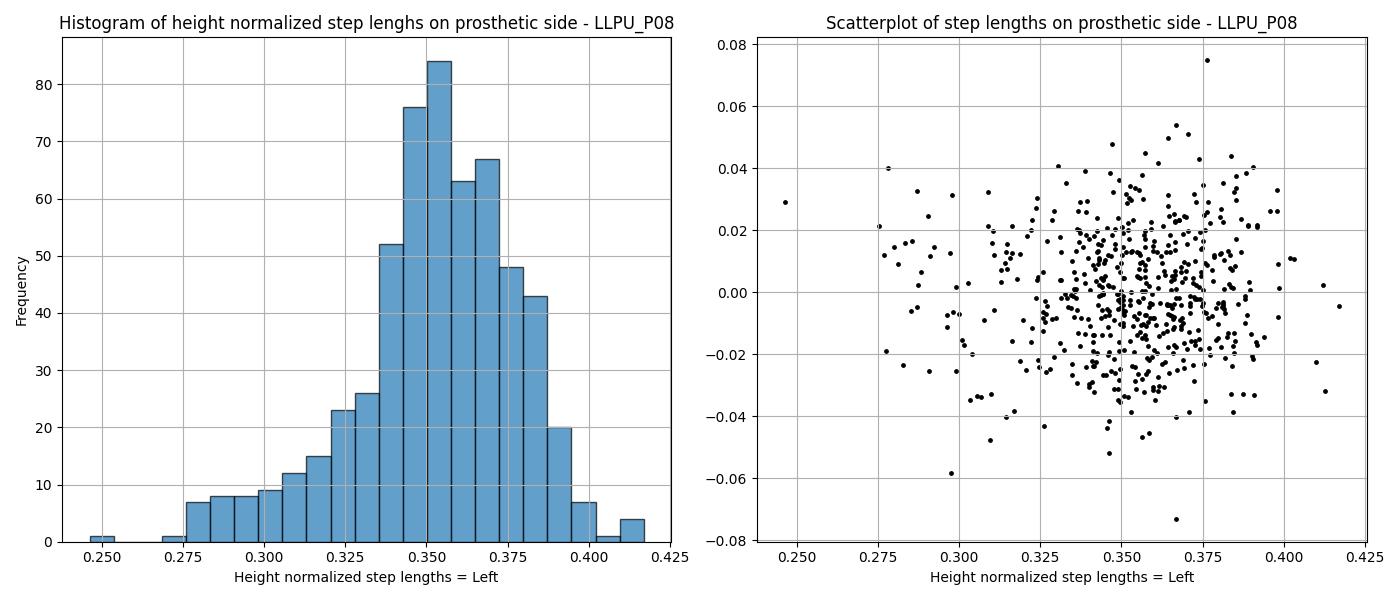 Histogram of height normalized step lenghs on prosthetic side - LLPU_P08
Frequency
80
70
60
50
40
30
20
10
0
0.250 0.275 0.300 0.325 0.350 0.375 0.400 0.425
Height normalized step lengths = Left
Scatterplot of step lengths on prosthetic side - LLPU_P08
0.08
0.06
0.04
0.02
0.00
−0.02
−0.04
−0.06
−0.08
0.250 0.275 0.300 0.325 0.350 0.375 0.400 0.425
Height normalized step lengths = Left